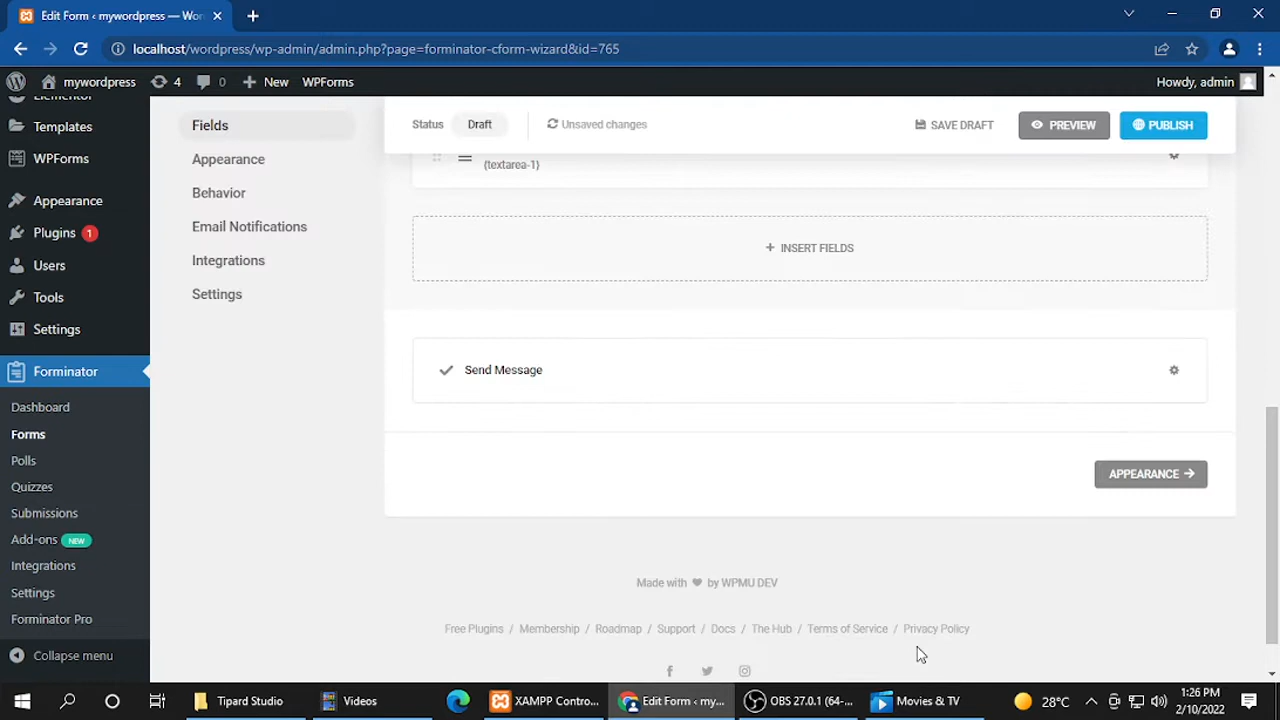 Edit Form ‹ mywordpress — Wor
localhost/wordpress/wp-admin/admin.php?page=forminator-cform-wizard&id=765
mywordpress 4 0 New WPForms Howdy, admin
Elementor
Templates
WPForms
Appearance
Plugins 1
Users
Tools
Settings
Forminator
Dashboard
Forms
Polls
Quizzes
Submissions
Add-ons NEW
Integrations
Settings
Forminator Pro
Collapse menu
Fields
Appearance
Behavior
Email Notifications
Integrations
Settings
Status Draft Unsaved changes SAVE DRAFT PREVIEW PUBLISH
(textarea-1)
INSERT FIELDS
Send Message
APPEARANCE
Made with by WPMU DEV
Free Plugins / Membership / Roadmap / Support / Docs / The Hub / Terms of Service / Privacy Policy
Tipard Studio Videos XAMPP Contro... Edit Form ‹ my... OBS 27.0.1 (64-... Movies & TV 28°C
1:26 PM
2/10/2022